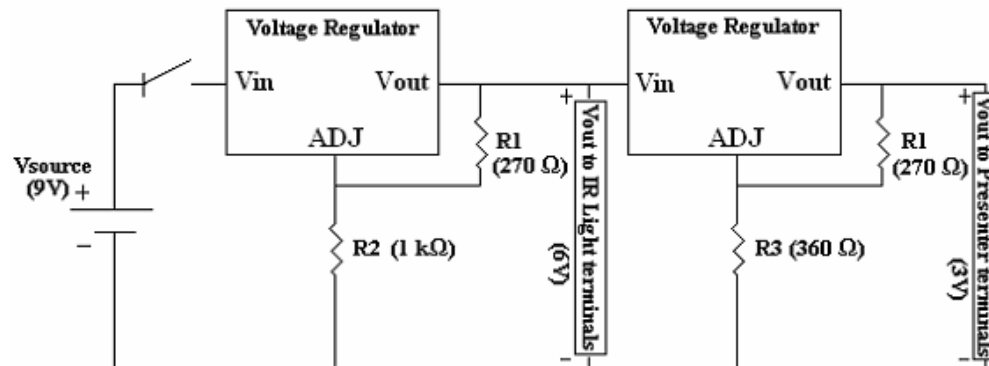 Voltage Regulator
Vin
Vout
ADJ
R1
(270 Ω)
Vsource
(9V)
+
−
R2 (1 kΩ)
+
Vout to IR Light terminals
(6V)
−
Voltage Regulator
Vin
Vout
ADJ
R1
(270 Ω)
R3 (360 Ω)
+
Vout to Presenter terminals
(3V)
−